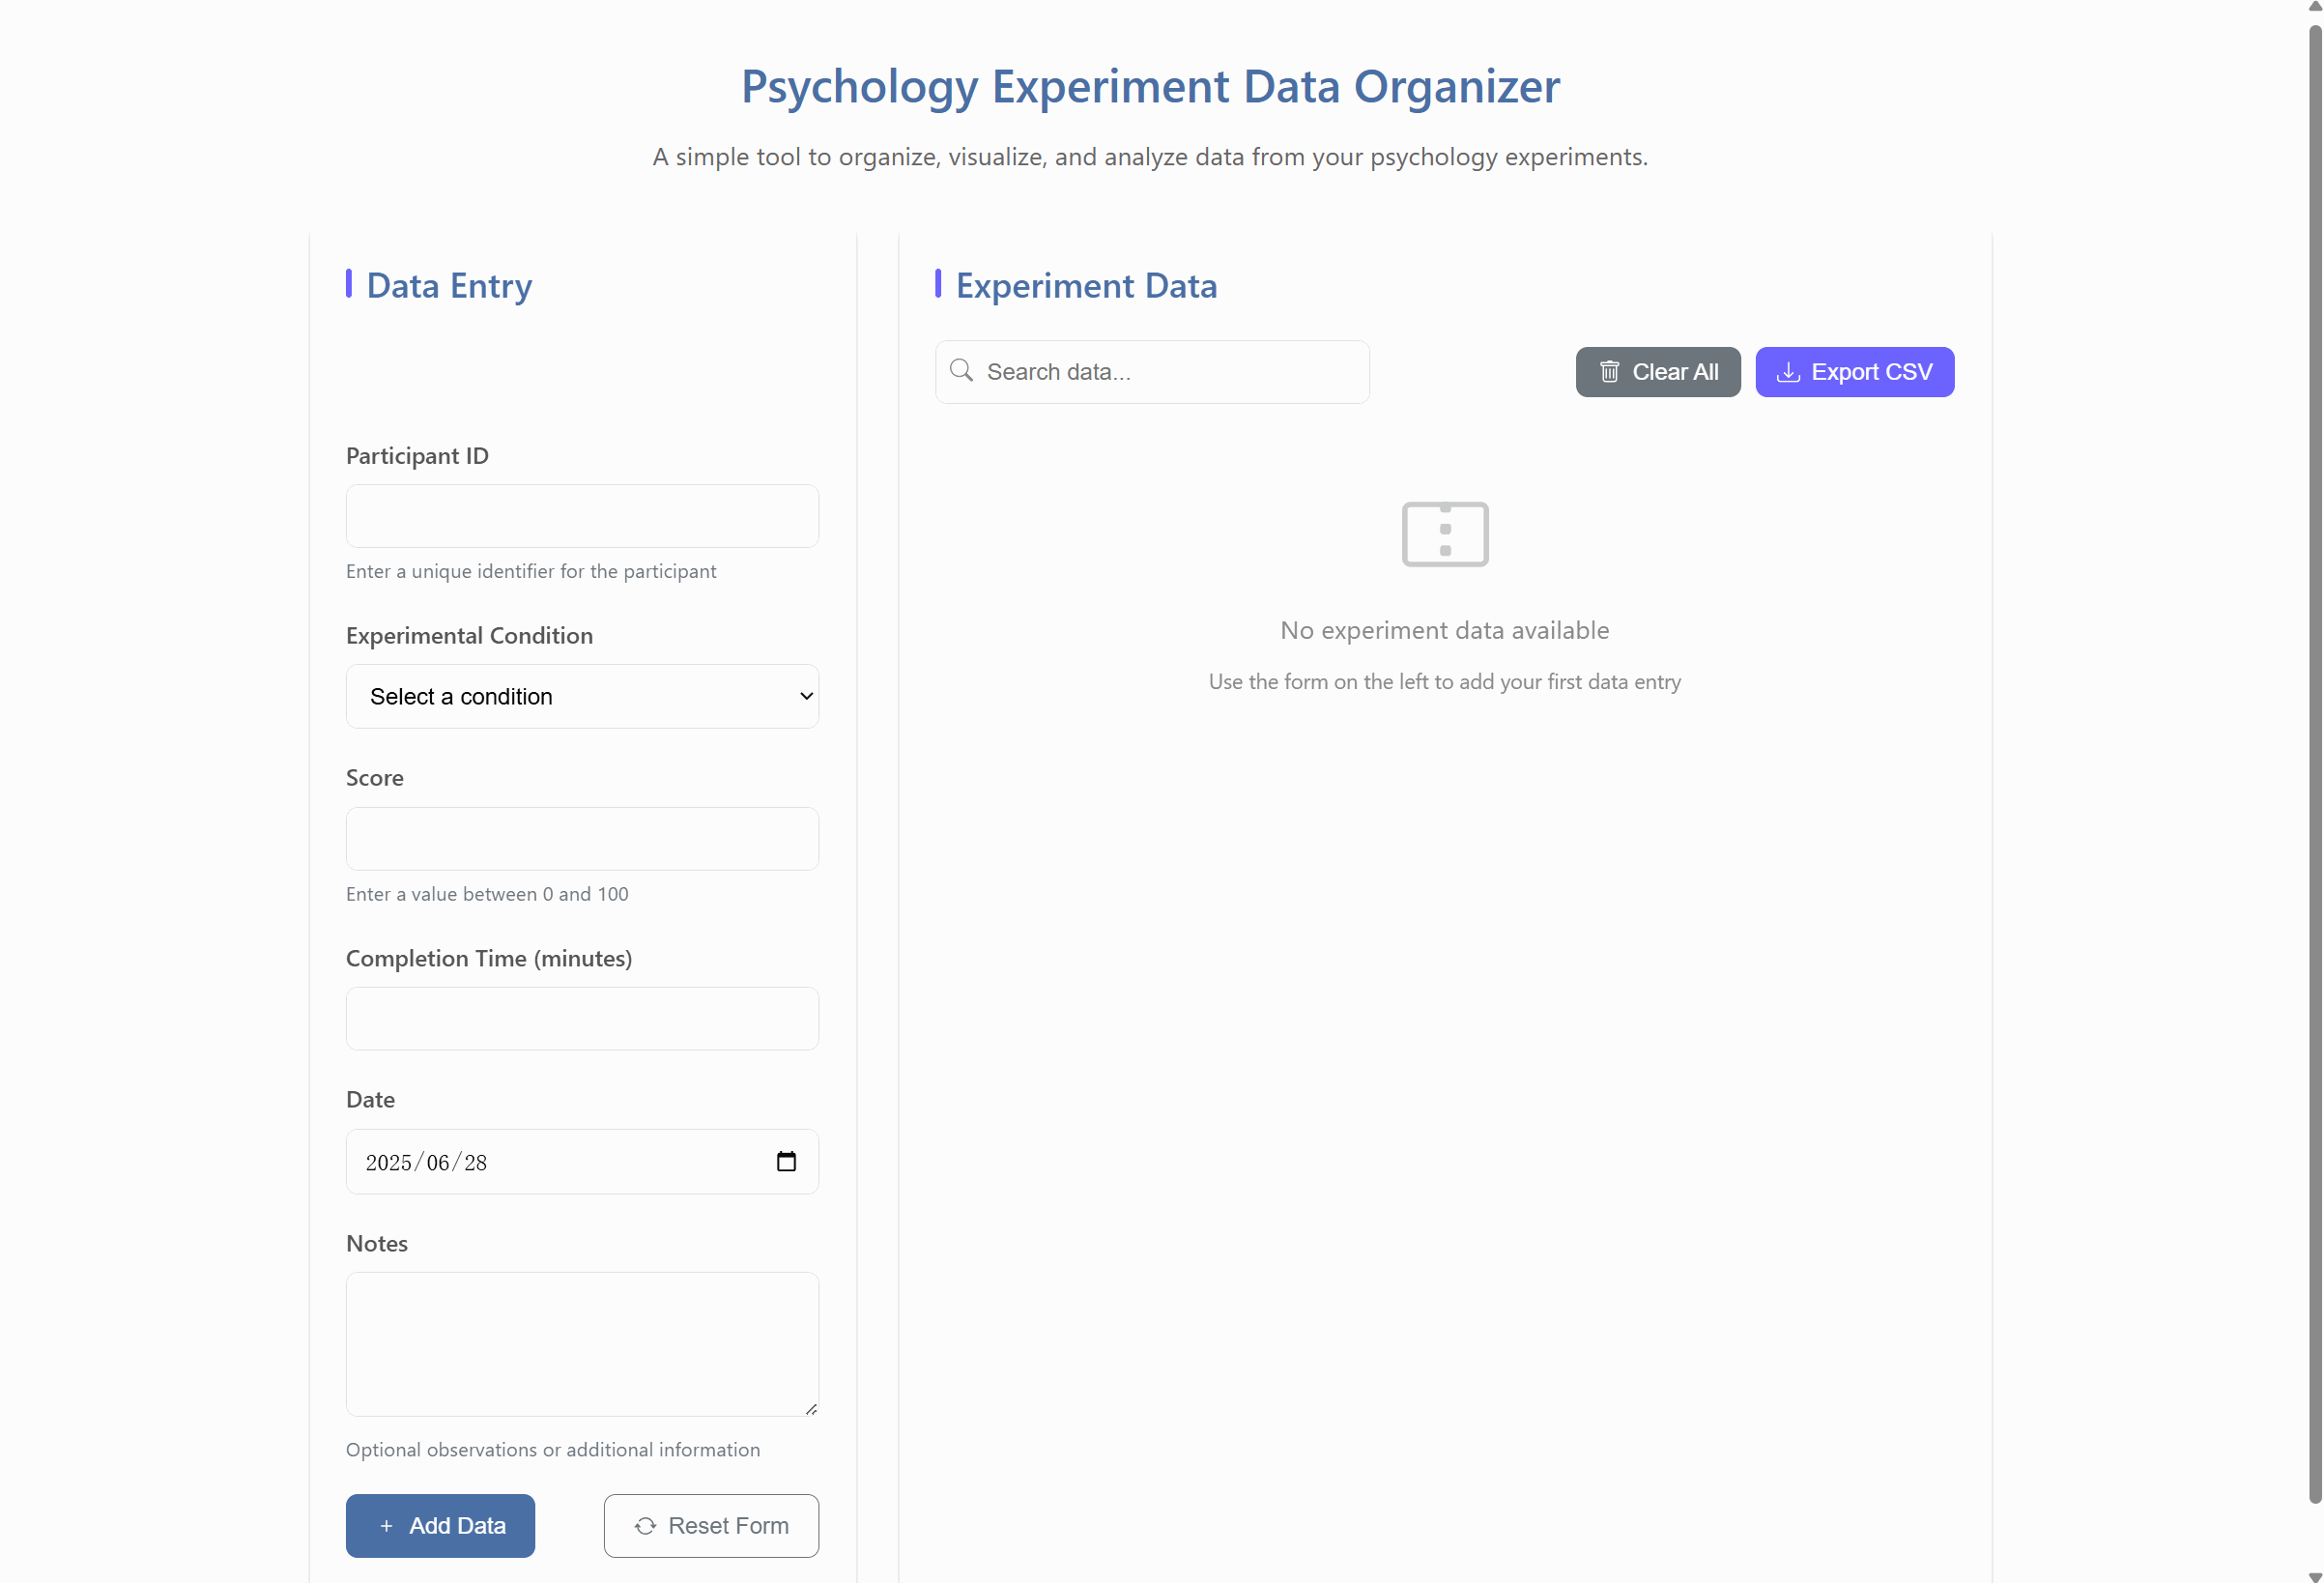 Psychology Experiment Data Organizer
A simple tool to organize, visualize, and analyze data from your psychology experiments.
Data Entry
Participant ID
Enter a unique identifier for the participant
Experimental Condition
Select a condition
Score
Enter a value between 0 and 100
Completion Time (minutes)
Date
2025/06/28
Notes
Optional observations or additional information
+ Add Data
Reset Form
Experiment Data
Search data...
Clear All
Export CSV
No experiment data available
Use the form on the left to add your first data entry